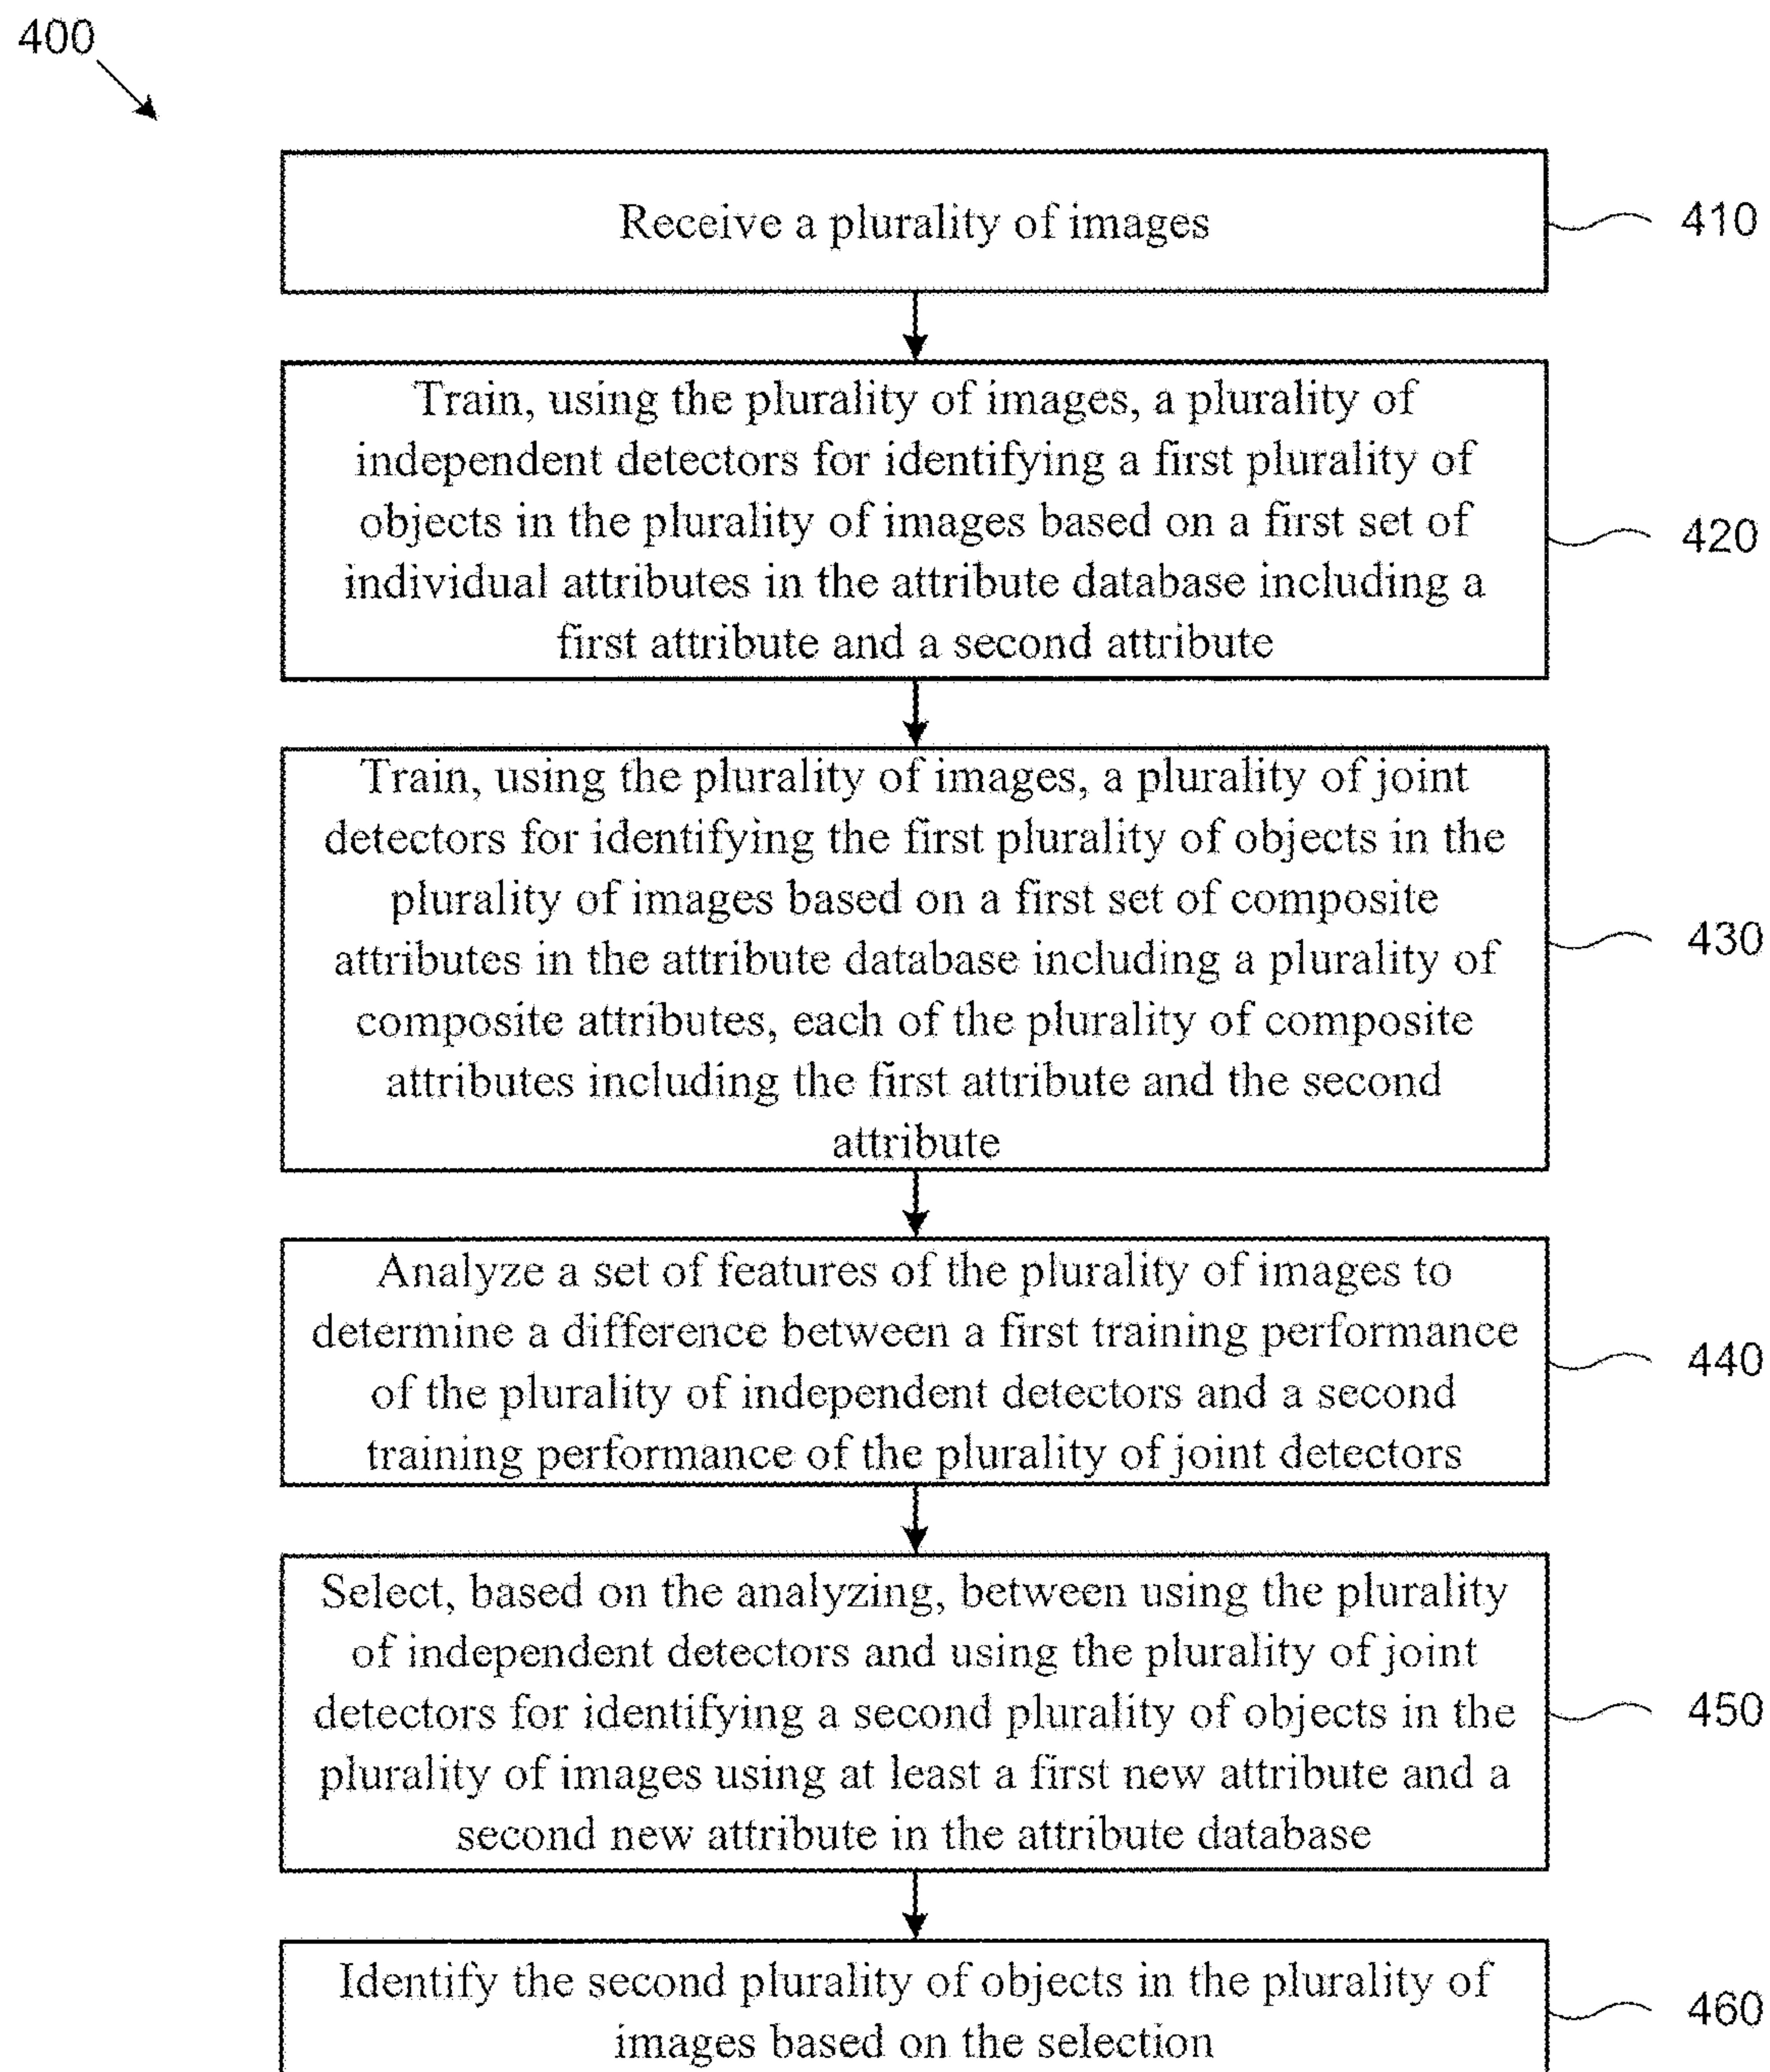 400
Receive a plurality of images
410
Train, using the plurality of images, a plurality of
independent detectors for identifying a first plurality of
objects in the plurality of images based on a first set of
individual attributes in the attribute database including a
first attribute and a second attribute
420
Train, using the plurality of images, a plurality of joint
detectors for identifying the first plurality of objects in the
plurality of images based on a first set of composite
attributes in the attribute database including a plurality of
composite attributes, each of the plurality of composite
attributes including the first attribute and the second
attribute
430
Analyze a set of features of the plurality of images to
determine a difference between a first training performance
of the plurality of independent detectors and a second
training performance of the plurality of joint detectors
440
Select, based on the analyzing, between using the plurality
of independent detectors and using the plurality of joint
detectors for identifying a second plurality of objects in the
plurality of images using at least a first new attribute and a
second new attribute in the attribute database
450
Identify the second plurality of objects in the plurality of
images based on the selection
460